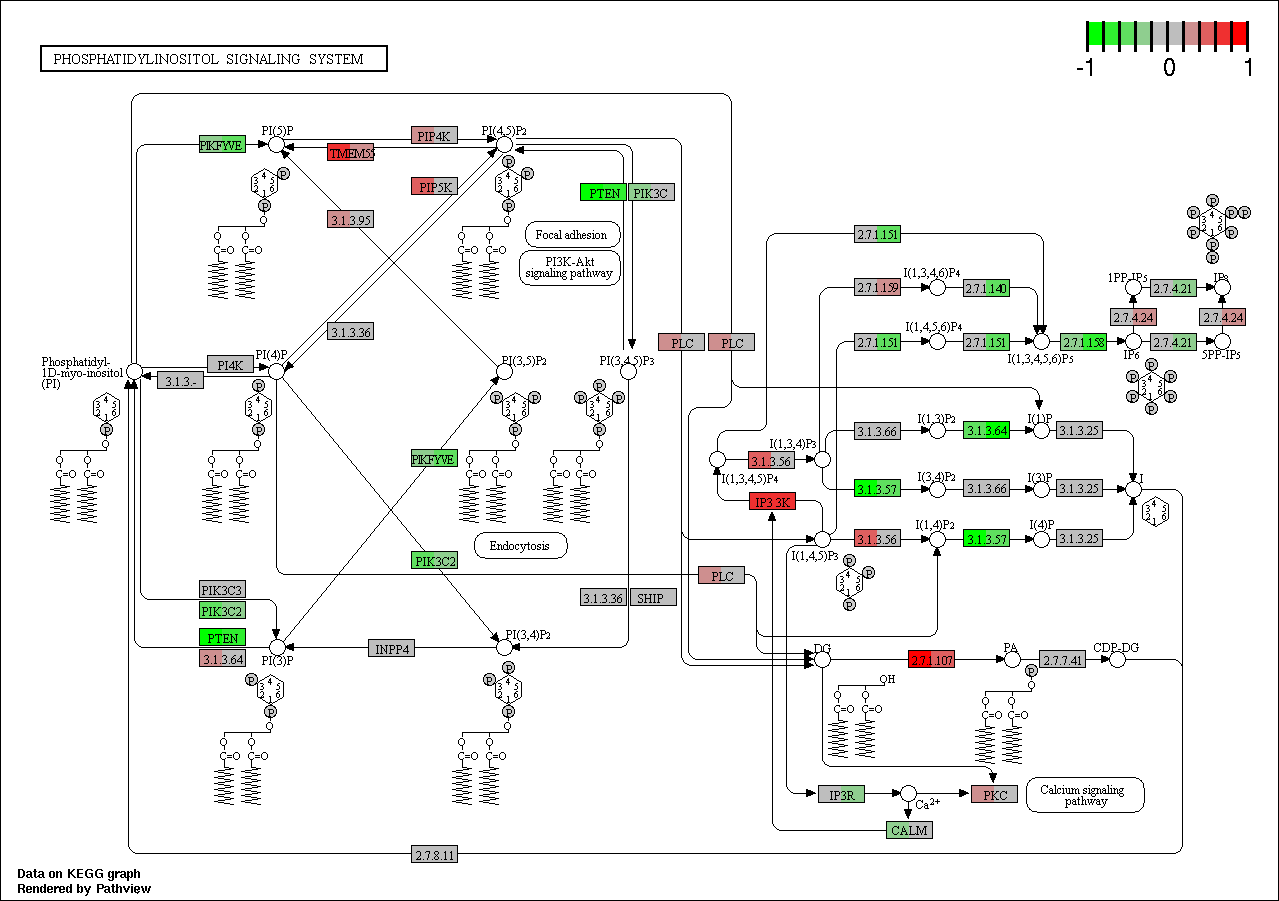 PHOSPHATIDYLINOSITOL SIGNALING SYSTEM
-1 0 1
PI(5)P
PI(4,5)P2
PIKFYVE
TMEM55
PIP4K
PIP5K
PTEN
PIK3C
3.1.3.95
Focal adhesion
PI3K-Akt
signaling pathway
3.1.3.36
Phosphatidyl-
1D-myo-inositol
(PI)
PI4K
3.1.3.-
PI(4)P
PI(3,5)P2
PI(3,4,5)P3
PLC
PLC
PIKFYVE
Endocytosis
PIK3C2
PIK3C3
PIK3C2
PTEN
3.1.3.64
PI(3)P
INPP4
PI(3,4)P2
3.1.3.36
SHIP
PLC
2.7.1.151
2.7.1.159
I(1,3,4,6)P4
2.7.1.140
2.7.1.151
I(1,4,5,6)P4
2.7.1.151
I(1,3,4,5,6)P5
2.7.1.158
IP6
1PP-IP5
2.7.4.21
IP8
2.7.4.24
2.7.4.24
2.7.4.21
5PP-IP5
3.1.3.66
I(1,3)P2
3.1.3.64
I(1)P
3.1.3.25
3.1.3.56
I(1,3,4)P3
I(1,3,4,5)P4
IP3 3K
3.1.3.57
I(3,4)P2
3.1.3.66
I(3)P
3.1.3.25
I
3.1.3.56
I(1,4,5)P3
I(1,4)P2
3.1.3.57
I(4)P
3.1.3.25
DG
2.7.1.107
PA
2.7.7.41
CDP-DG
OH
IP3R
Ca2+
PKC
CALM
Calcium signaling
pathway
2.7.8.11
Data on KEGG graph
Rendered by Pathview